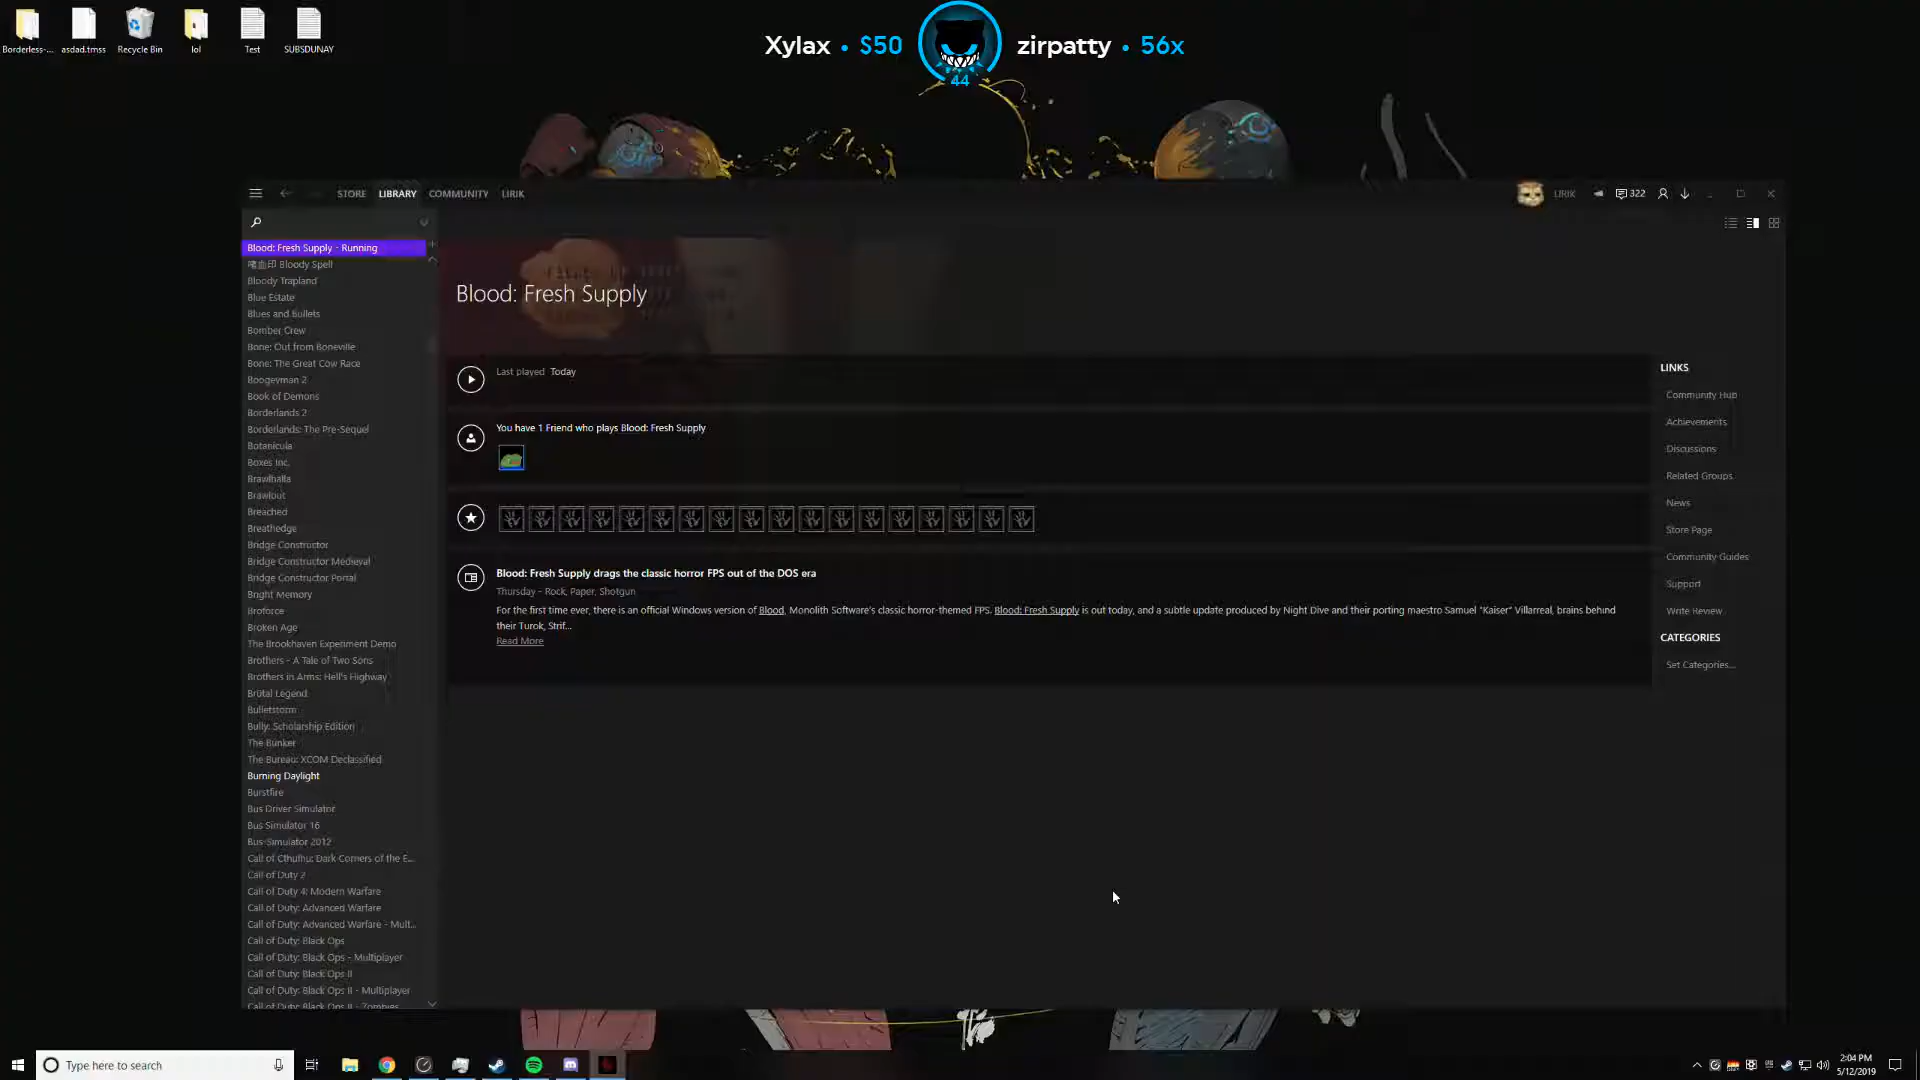 Borderless-...
asdad.tmss
Recycle Bin
lol
Test
SUBSDUNAY
Xylax • $50
44
zirpatty • 56x
STORE
LIBRARY
COMMUNITY
LIRIK
LIRIK
322
Blood: Fresh Supply - Running
嗜血印 Bloody Spell
Bloody Trapland
Blue Estate
Blues and Bullets
Bomber Crew
Bone: Out from Boneville
Bone: The Great Cow Race
Boogeyman 2
Book of Demons
Borderlands 2
Borderlands: The Pre-Sequel
Botanicula
Boxes Inc.
Brawlhalla
Brawlout
Breached
Breathedge
Bridge Constructor
Bridge Constructor Medieval
Bridge Constructor Portal
Bright Memory
Broforce
Broken Age
The Brookhaven Experiment Demo
Brothers - A Tale of Two Sons
Brothers in Arms: Hell's Highway
Brütal Legend
Bulletstorm
Bully: Scholarship Edition
The Bunker
The Bureau: XCOM Declassified
Burning Daylight
Burstfire
Bus Driver Simulator
Bus Simulator 16
Bus-Simulator 2012
Call of Cthulhu: Dark Corners of the E...
Call of Duty 2
Call of Duty 4: Modern Warfare
Call of Duty: Advanced Warfare
Call of Duty: Advanced Warfare - Mult...
Call of Duty: Black Ops
Call of Duty: Black Ops - Multiplayer
Call of Duty: Black Ops II
Call of Duty: Black Ops II - Multiplayer
Call of Duty: Black Ops II - Zombies
Blood: Fresh Supply
Last played Today
You have 1 Friend who plays Blood: Fresh Supply
Blood: Fresh Supply drags the classic horror FPS out of the DOS era
Thursday - Rock, Paper, Shotgun
For the first time ever, there is an official Windows version of Blood, Monolith Software's classic horror-themed FPS. Blood: Fresh Supply is out today, and a subtle update produced by Night Dive and their porting maestro Samuel "Kaiser" Villarreal, brains behind
their Turok, Strif...
Read More
LINKS
Community Hub
Achievements
Discussions
Related Groups
News
Store Page
Community Guides
Support
Write Review
CATEGORIES
Set Categories...
Type here to search
2:04 PM
5/12/2019